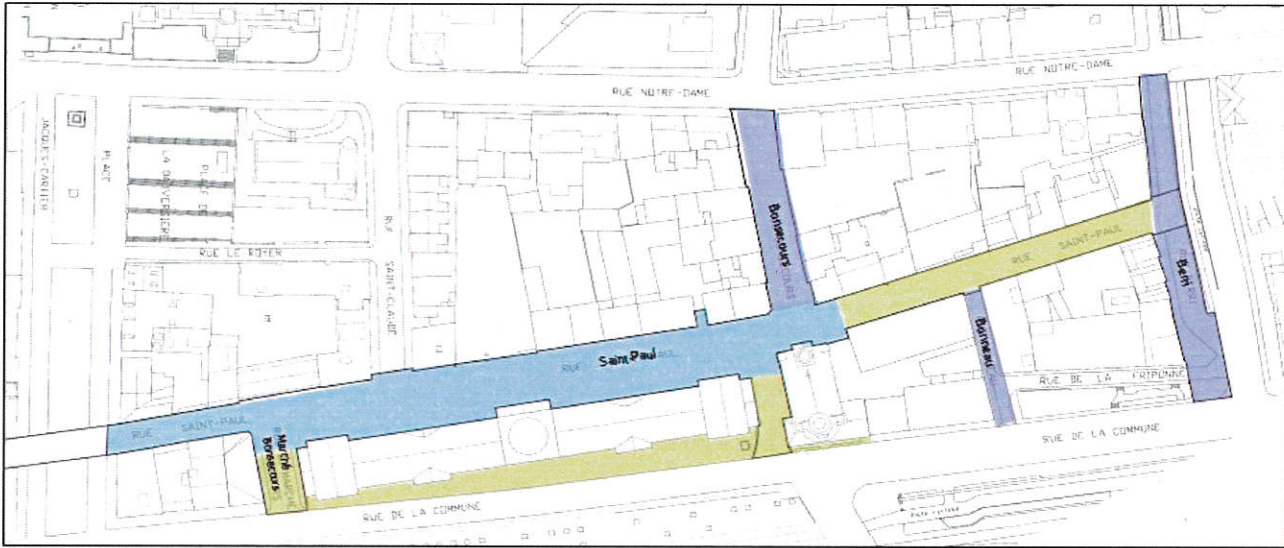 RUE NOTRE-DAME
RUE NOTRE-DAME
JACQUES-CARTIER
PLACE
PLACE DE
LA DAUVERSIERE
RUE LE ROYER
RUE
SAINT-CLAUDE
Bonsecours
RUE SAINT-PAUL
Berri
RUE Saint-Paul
Bonneau
RUE DE LA FRIPONNE
RUE SAINT-PAUL
Marché
Bonsecours
RUE DE LA COMMUNE
RUE DE LA COMMUNE